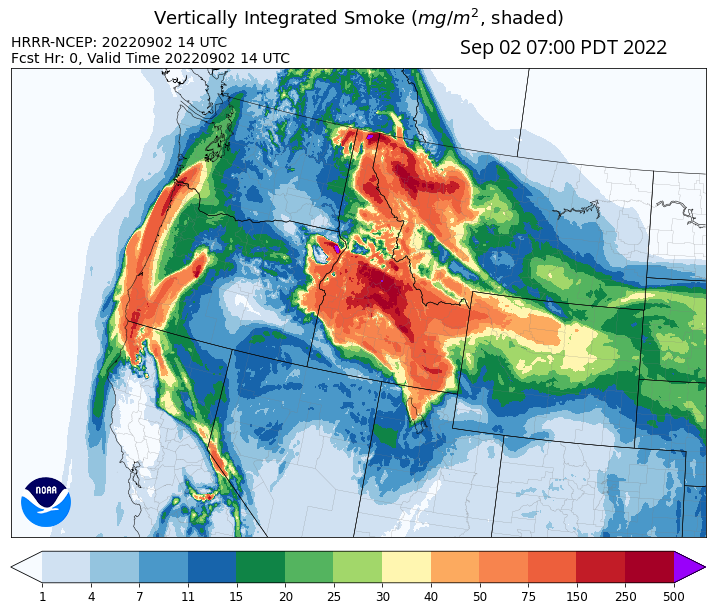 Vertically Integrated Smoke (mg/m², shaded)
HRRR-NCEP: 20220902 14 UTC
Sep 02 07:00 PDT 2022
Fcst Hr: 0, Valid Time 20220902 14 UTC
NOAA
1 4 7 11 15 20 25 30 40 50 75 150 250 500